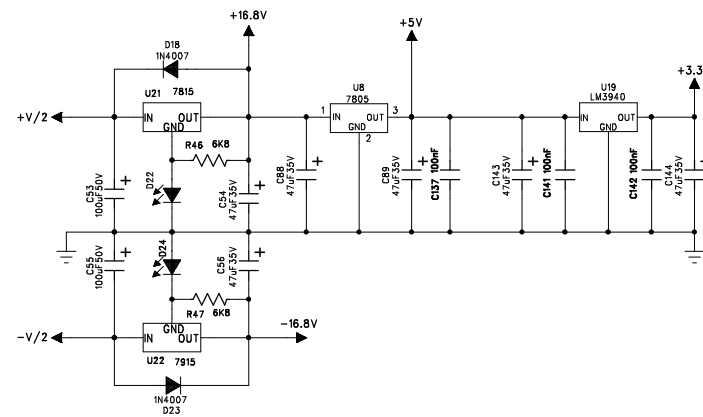 +16.8V
+5V
D18
1N4007
U8
7805
U19
LM3940
+3.3
U21 7815
+V/2
IN OUT
GND
1
IN OUT
GND
3
2
IN OUT
GND
R46 6K8
C53
100uF50V
D22
C54
47uF35V
C88
47uF35V
C89
47uF35V
C137 100nF
C143
47uF35V
C141 100nF
C142 100nF
C144
47uF35V
C55
100uF50V
D24
C56
47uF35V
R47 6K8
-16.8V
-V/2
GND
IN OUT
U22 7915
1N4007
D23